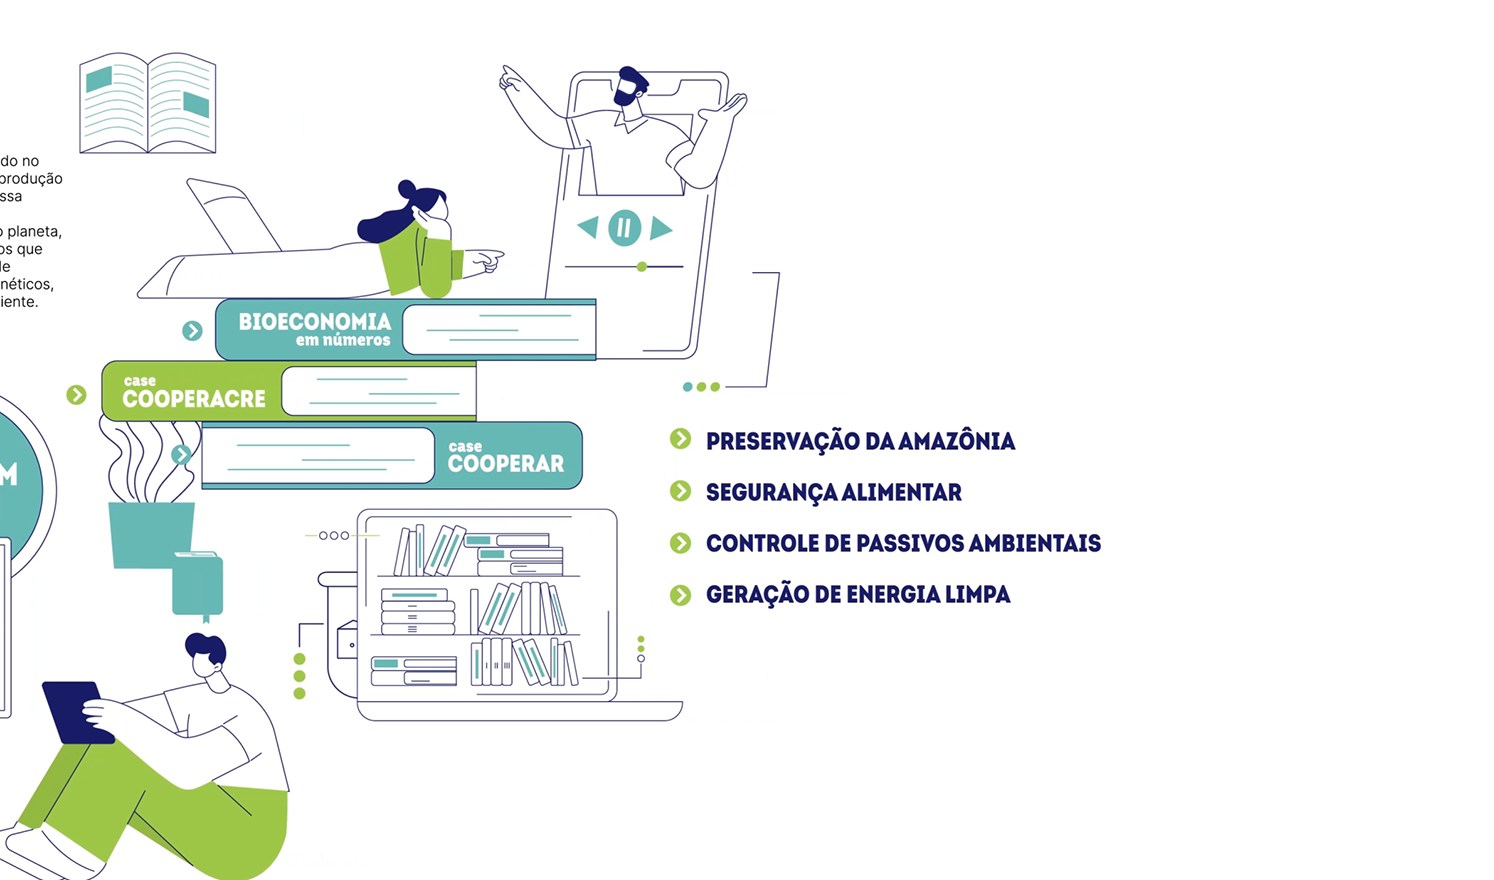 do no
produção
ssa
o planeta,
os que
de
néticos,
iente.
BIOECONOMIA
em números
case
COOPERACRE
case
COOPERAR
M
PRESERVAÇÃO DA AMAZÔNIA
SEGURANÇA ALIMENTAR
CONTROLE DE PASSIVOS AMBIENTAIS
GERAÇÃO DE ENERGIA LIMPA